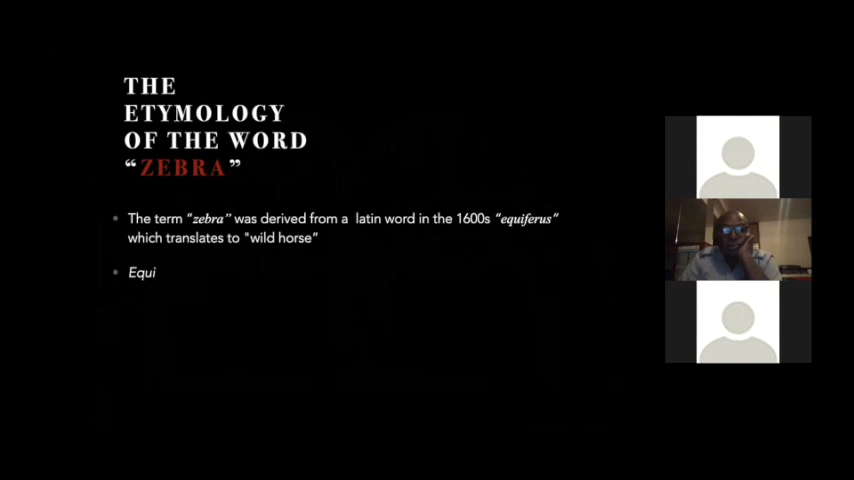 THE
ETYMOLOGY
OF THE WORD
“ZEBRA”
The term “zebra” was derived from a latin word in the 1600s “equiferus”
which translates to "wild horse”
Equi